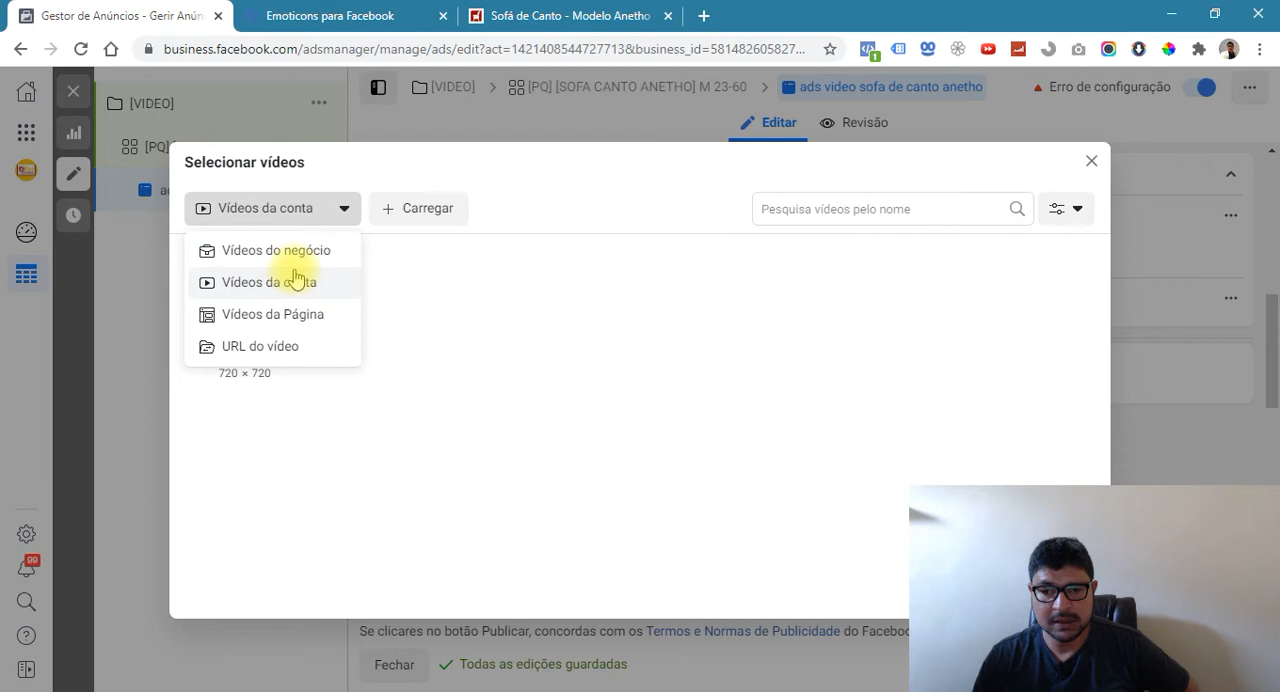 Gestor de Anúncios - Gerir Anún
Emoticons para Facebook
Sofá de Canto - Modelo Anetho
business.facebook.com/adsmanager/manage/ads/edit?act=1421408544727713&business_id=581482605827...
1
[VIDEO]
[VIDEO]
[PQ] [SOFA CANTO ANETHO] M 23-60
ads video sofa de canto anetho
Erro de configuração
Editar
Revisão
[PQ]
Selecionar vídeos
Vídeos da conta
Carregar
Pesquisa vídeos pelo nome
Vídeos do negócio
Vídeos da conta
Vídeos da Página
URL do vídeo
720 × 720
99
Se clicares no botão Publicar, concordas com os Termos e Normas de Publicidade do Faceboo
Fechar
Todas as edições guardadas